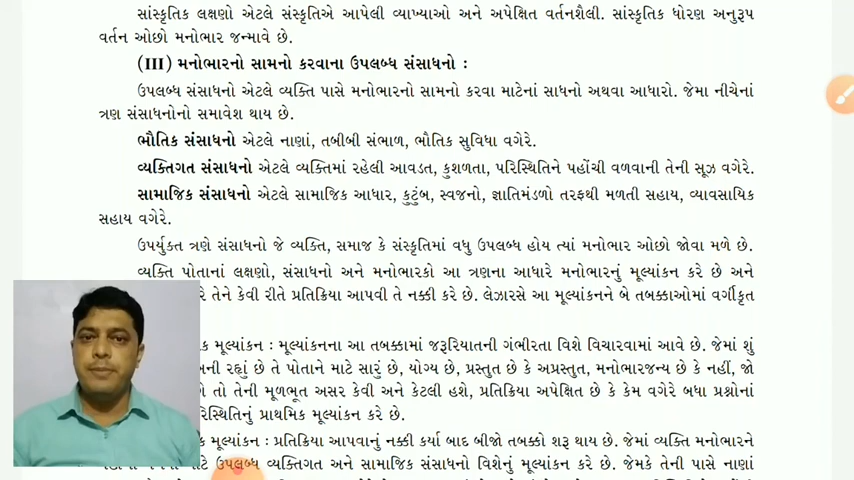 સાંસ્કૃતિક લક્ષણો એટલે સંસ્કૃતિએ આપેલી વ્યાખ્યાઓ અને અપેક્ષિત વર્તનશૈલી. સાંસ્કૃતિક ધોરણ અનુરૂપ
વર્તન ઓછો મનોભાર જન્માવે છે.
(III) મનોભારનો સામનો કરવાના ઉપલબ્ધ સંસાધનો :
ઉપલબ્ધ સંસાધનો એટલે વ્યક્તિ પાસે મનોભારનો સામનો કરવા માટેનાં સાધનો અથવા આધારો. જેમા નીચેનાં
ત્રણ સંસાધનોનો સમાવેશ થાય છે.
ભૌતિક સંસાધનો એટલે નાણાં, તબીબી સંભાળ, ભૌતિક સુવિધા વગેરે.
વ્યક્તિગત સંસાધનો એટલે વ્યક્તિમાં રહેલી આવડત, કુશળતા, પરિસ્થિતિને પહોંચી વળવાની તેની સૂઝ વગેરે.
સામાજિક સંસાધનો એટલે સામાજિક આધાર, કુટુંબ, સ્વજનો, જ્ઞાતિમંડળો તરફથી મળતી સહાય, વ્યાવસાયિક
સહાય વગેરે.
ઉપર્યુક્ત ત્રણે સંસાધનો જે વ્યક્તિ, સમાજ કે સંસ્કૃતિમાં વધુ ઉપલબ્ધ હોય ત્યાં મનોભાર ઓછો જોવા મળે છે.
વ્યક્તિ પોતાનાં લક્ષણો, સંસાધનો અને મનોભારકો આ ત્રણના આધારે મનોભારનું મૂલ્યાંકન કરે છે અને
તેને કેવી રીતે પ્રતિક્રિયા આપવી તે નક્કી કરે છે. લેઝારસે આ મૂલ્યાંકનને બે તબક્કાઓમાં વર્ગીકૃત
મૂલ્યાંકન : મૂલ્યાંકનના આ તબક્કામાં જરૂરિયાતની ગંભીરતા વિશે વિચારવામાં આવે છે. જેમાં શું
રહ્યું છે તે પોતાને માટે સારું છે, યોગ્ય છે, પ્રસ્તુત છે કે અપ્રસ્તુત, મનોભારજન્ય છે કે નહીં, જો
તો તેની મૂળભૂત અસર કેવી અને કેટલી હશે, પ્રતિક્રિયા અપેક્ષિત છે કે કેમ વગેરે બધા પ્રશ્નોનાં
પ્રાથમિક મૂલ્યાંકન કરે છે.
મૂલ્યાંકન : પ્રતિક્રિયા આપવાનું નક્કી કર્યા બાદ બીજો તબક્કો શરૂ થાય છે. જેમાં વ્યક્તિ મનોભારને
ઉપલબ્ધ વ્યક્તિગત અને સામાજિક સંસાધનો વિશેનું મૂલ્યાંકન કરે છે. જેમકે તેની પાસે નાણાં